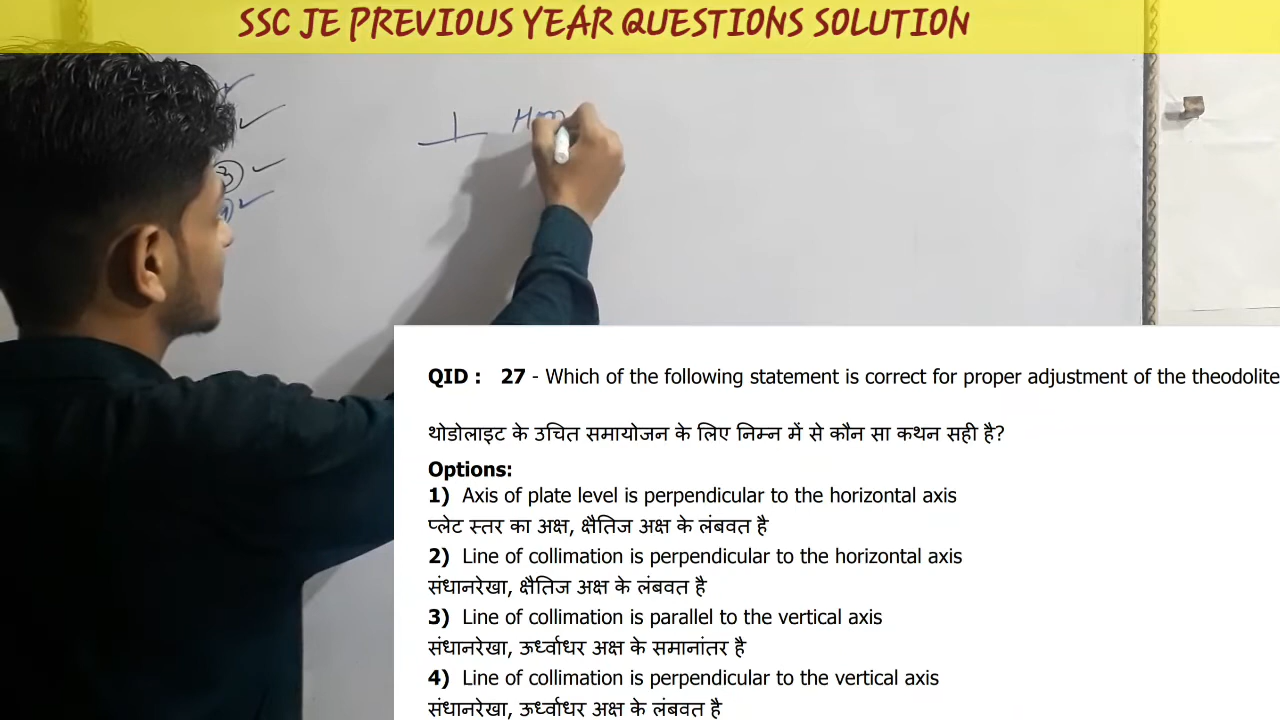 SSC JE PREVIOUS YEAR QUESTIONS SOLUTION
3
QID : 27 - Which of the following statement is correct for proper adjustment of the theodolite
थोडोलाइट के उचित समायोजन के लिए निम्न में से कौन सा कथन सही है?
Options:
1) Axis of plate level is perpendicular to the horizontal axis
प्लेट स्तर का अक्ष, क्षैतिज अक्ष के लंबवत है
2) Line of collimation is perpendicular to the horizontal axis
संधानरेखा, क्षैतिज अक्ष के लंबवत है
3) Line of collimation is parallel to the vertical axis
संधानरेखा, ऊर्ध्वाधर अक्ष के समानांतर है
4) Line of collimation is perpendicular to the vertical axis
संधानरेखा, ऊर्ध्वाधर अक्ष के लंबवत है